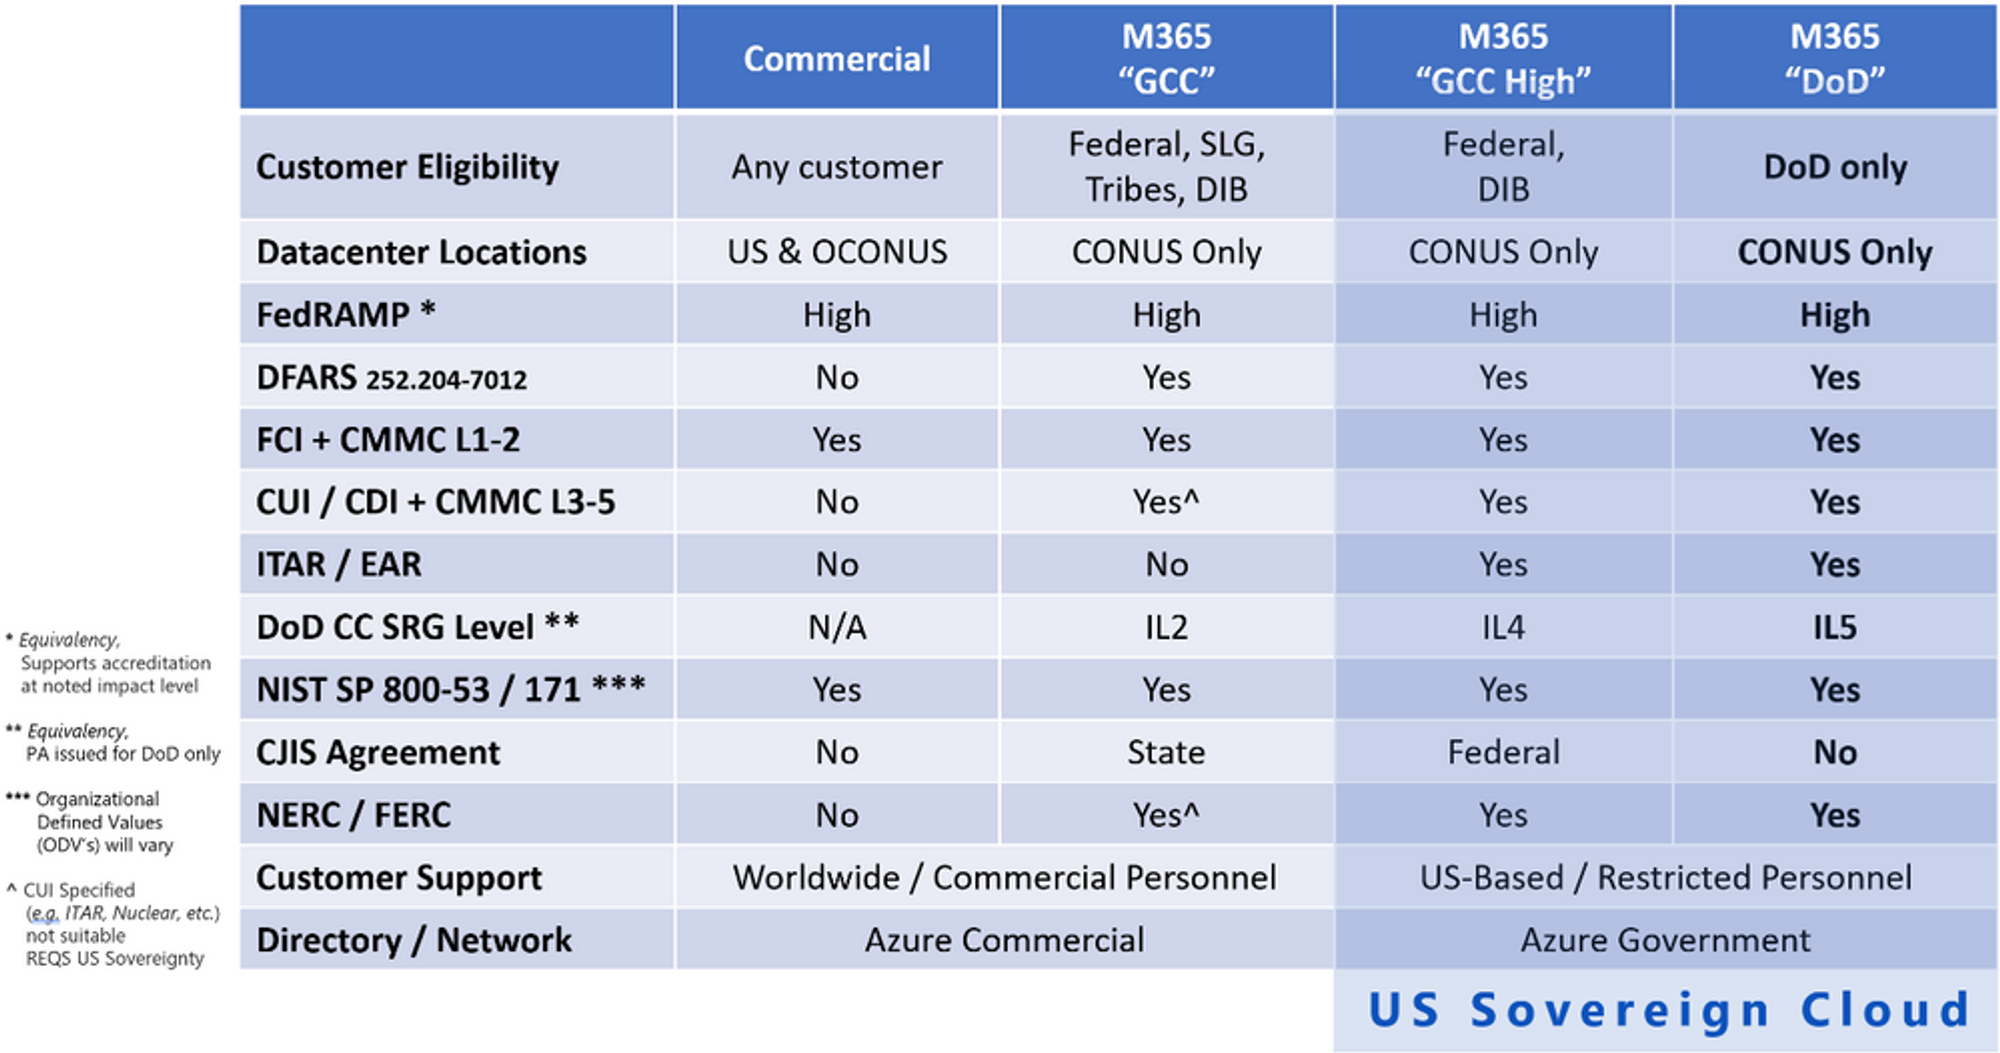 Commercial
M365
“GCC”
M365
“GCC High”
M365
“DoD”
Customer Eligibility
Any customer
Federal, SLG,
Tribes, DIB
Federal,
DIB
DoD only
Datacenter Locations
US & OCONUS
CONUS Only
CONUS Only
CONUS Only
FedRAMP *
High
High
High
High
DFARS 252.204-7012
No
Yes
Yes
Yes
FCI + CMMC L1-2
Yes
Yes
Yes
Yes
CUI / CDI + CMMC L3-5
No
Yes^
Yes
Yes
ITAR / EAR
No
No
Yes
Yes
DoD CC SRG Level **
N/A
IL2
IL4
IL5
NIST SP 800-53 / 171 ***
Yes
Yes
Yes
Yes
CJIS Agreement
No
State
Federal
No
NERC / FERC
No
Yes^
Yes
Yes
Customer Support
Worldwide / Commercial Personnel
US-Based / Restricted Personnel
Directory / Network
Azure Commercial
Azure Government
US Sovereign Cloud
* Equivalency,
Supports accreditation
at noted impact level
** Equivalency,
PA issued for DoD only
*** Organizational
Defined Values
(ODV's) will vary
^ CUI Specified
(e.g. ITAR, Nuclear, etc.)
not suitable
REQS US Sovereignty